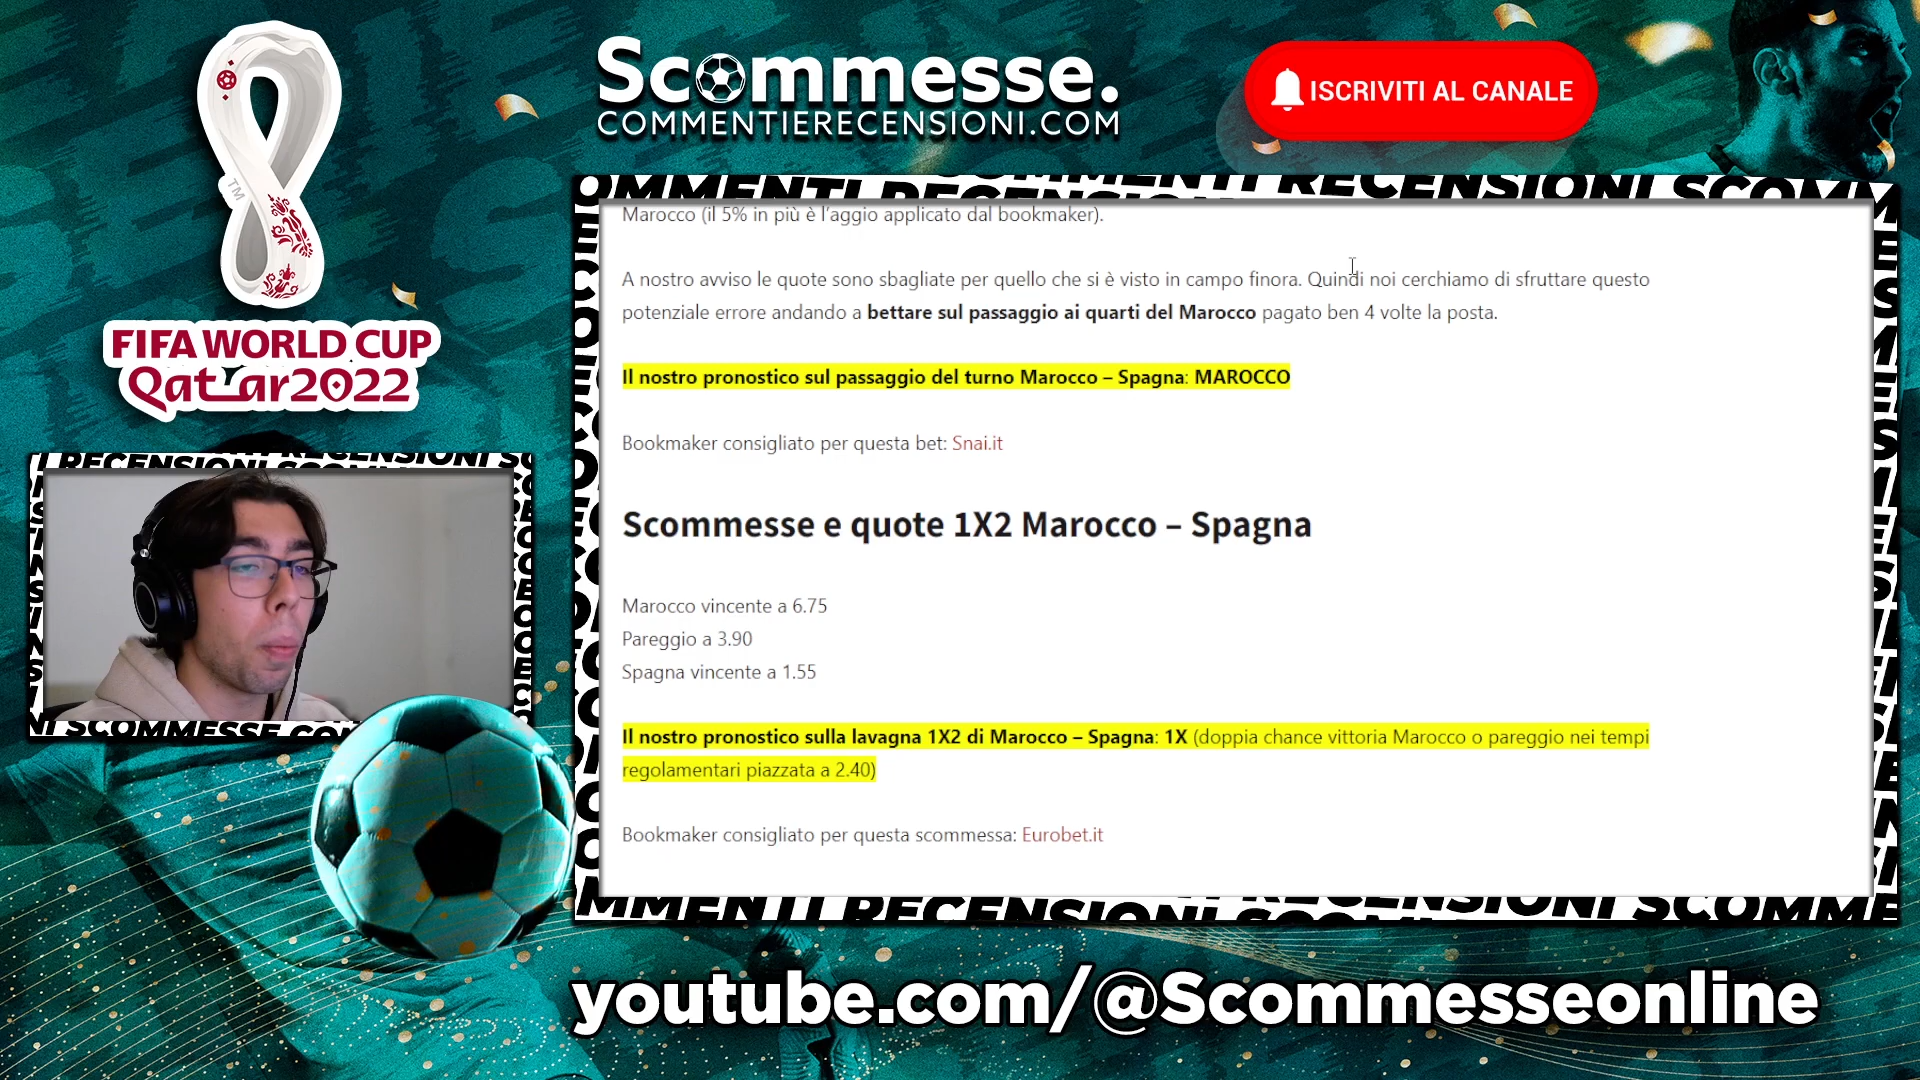 TM
FIFA WORLD CUP
Qatar2022
Scommesse.
COMMENTIERECENSIONI.COM
ISCRIVITI AL CANALE
Marocco (il 5% in più è l'aggio applicato dal bookmaker).
A nostro avviso le quote sono sbagliate per quello che si è visto in campo finora. Quindi noi cerchiamo di sfruttare questo
potenziale errore andando a bettare sul passaggio ai quarti del Marocco pagato ben 4 volte la posta.
Il nostro pronostico sul passaggio del turno Marocco – Spagna: MAROCCO
Bookmaker consigliato per questa bet: Snai.it
Scommesse e quote 1X2 Marocco – Spagna
Marocco vincente a 6.75
Pareggio a 3.90
Spagna vincente a 1.55
Il nostro pronostico sulla lavagna 1X2 di Marocco – Spagna: 1X (doppia chance vittoria Marocco o pareggio nei tempi
regolamentari piazzata a 2.40)
Bookmaker consigliato per questa scommessa: Eurobet.it
youtube.com/@Scommesseonline